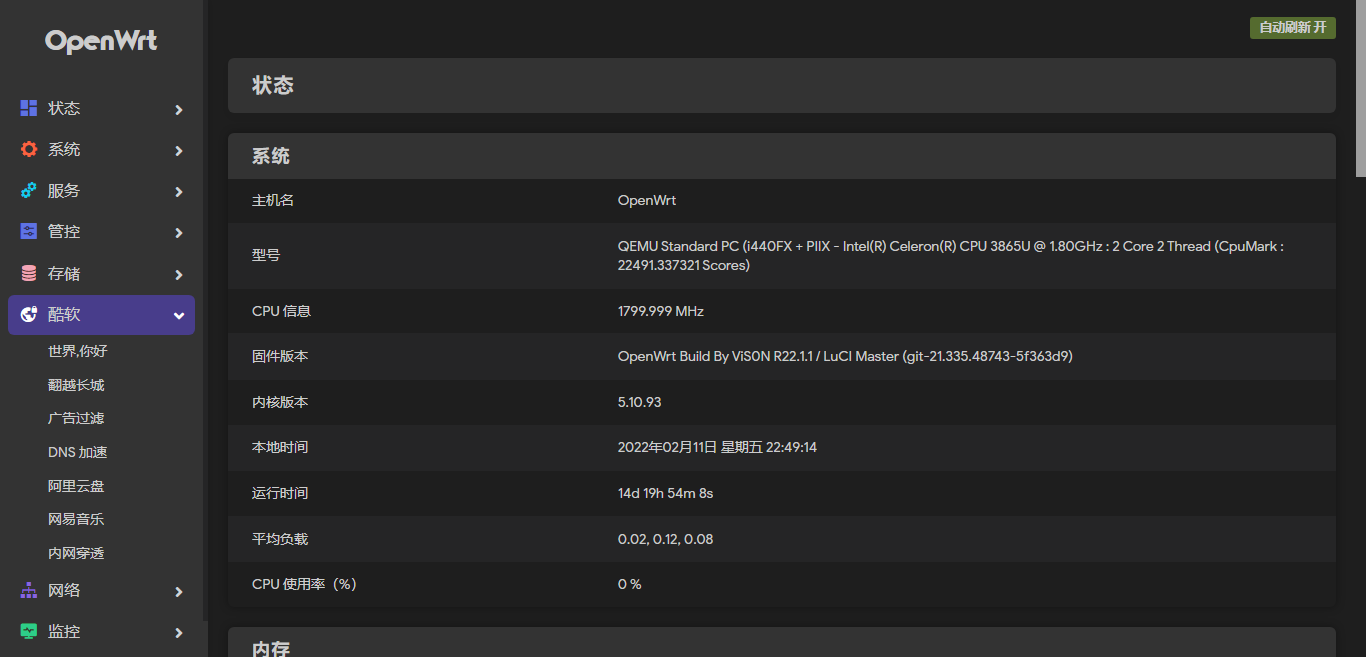 OpenWrt
状态
系统
服务
管控
存储
酷软
世界,你好
翻越长城
广告过滤
DNS 加速
阿里云盘
网易音乐
内网穿透
网络
监控
自动刷新 开
状态
系统
主机名 OpenWrt
型号 QEMU Standard PC (i440FX + PIIX - Intel(R) Celeron(R) CPU 3865U @ 1.80GHz : 2 Core 2 Thread (CpuMark :
22491.337321 Scores)
CPU 信息 1799.999 MHz
固件版本 OpenWrt Build By ViS0N R22.1.1 / LuCI Master (git-21.335.48743-5f363d9)
内核版本 5.10.93
本地时间 2022年02月11日 星期五 22:49:14
运行时间 14d 19h 54m 8s
平均负载 0.02, 0.12, 0.08
CPU 使用率（%） 0 %
内存